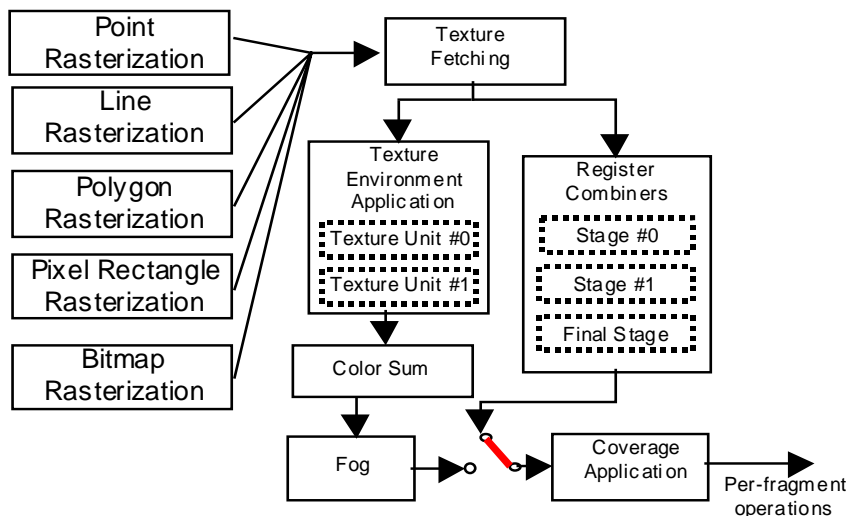 Point
Rasterization
Line
Rasterization
Polygon
Rasterization
Pixel Rectangle
Rasterization
Bitmap
Rasterization
Texture
Fetching
Texture
Environment
Application
Texture Unit #0
Texture Unit #1
Register
Combiners
Stage #0
Stage #1
Final Stage
Color Sum
Fog
Coverage
Application
Per-fragment
operations